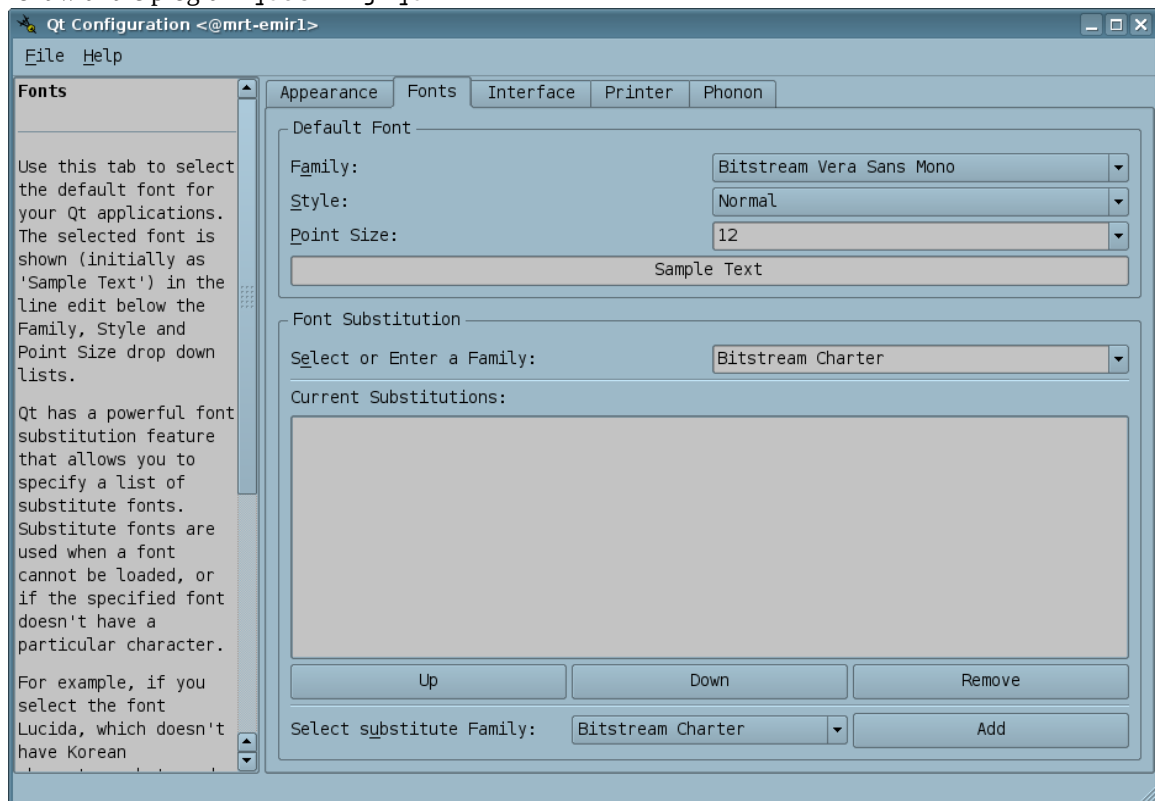 Qt Configuration <@mrt-emir1>
File Help
Fonts
Use this tab to select
the default font for
your Qt applications.
The selected font is
shown (initially as
'Sample Text') in the
line edit below the
Family, Style and
Point Size drop down
lists.
Qt has a powerful font
substitution feature
that allows you to
specify a list of
substitute fonts.
Substitute fonts are
used when a font
cannot be loaded, or
if the specified font
doesn't have a
particular character.
For example, if you
select the font
Lucida, which doesn't
have Korean
Appearance Fonts Interface Printer Phonon
Default Font
Family: Bitstream Vera Sans Mono
Style: Normal
Point Size: 12
Sample Text
Font Substitution
Select or Enter a Family: Bitstream Charter
Current Substitutions:
Up Down Remove
Select substitute Family: Bitstream Charter Add